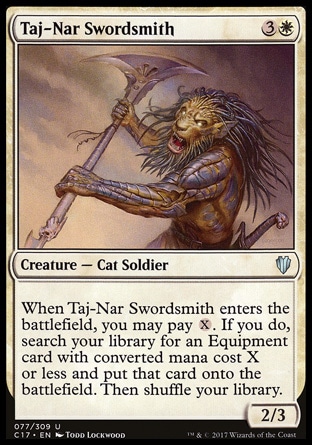 Taj-Nar Swordsmith 3
Creature — Cat Soldier
When Taj-Nar Swordsmith enters the
battlefield, you may pay X. If you do,
search your library for an Equipment
card with converted mana cost X
or less and put that card onto the
battlefield. Then shuffle your library.
2/3
077/309 U
C17 • EN Todd Lockwood
™ & © 2017 Wizards of the Coast